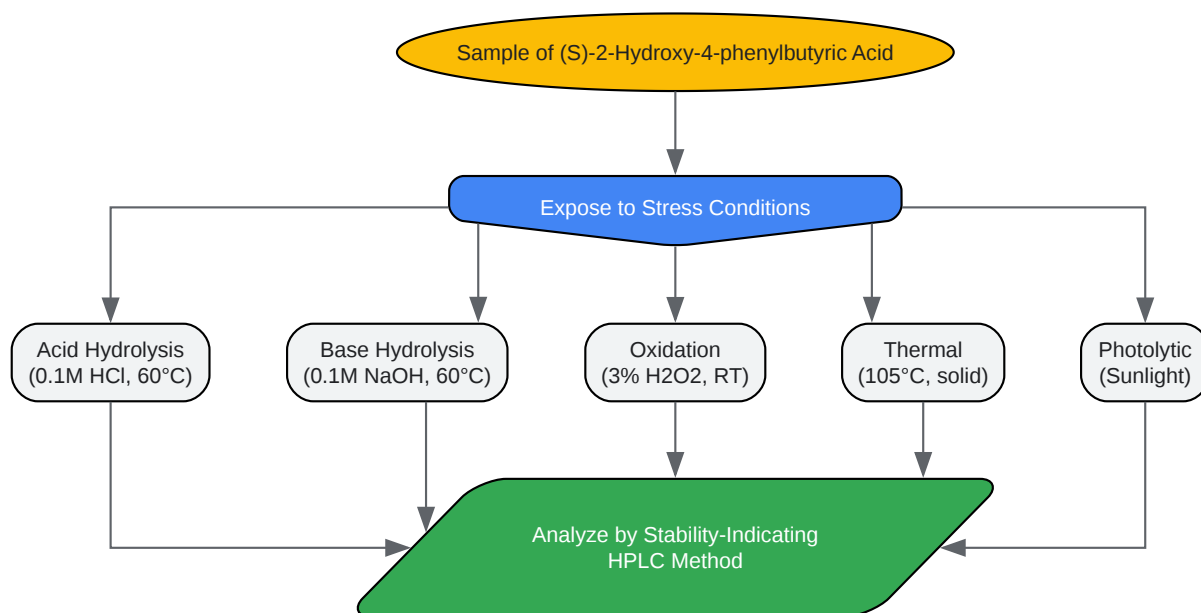 Sample of (S)-2-Hydroxy-4-phenylbutyric Acid
Expose to Stress Conditions
Acid Hydrolysis
(0.1M HCl, 60°C)
Base Hydrolysis
(0.1M NaOH, 60°C)
Oxidation
(3% H2O2, RT)
Thermal
(105°C, solid)
Photolytic
(Sunlight)
Analyze by Stability-Indicating
HPLC Method